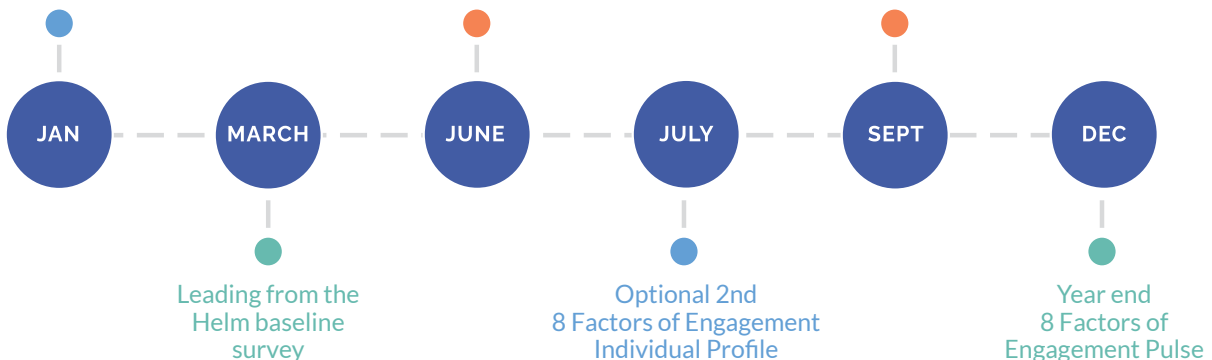 JAN
MARCH
JUNE
JULY
SEPT
DEC
Leading from the
Helm baseline
survey
Optional 2nd
8 Factors of Engagement
Individual Profile
Year end
8 Factors of
Engagement Pulse